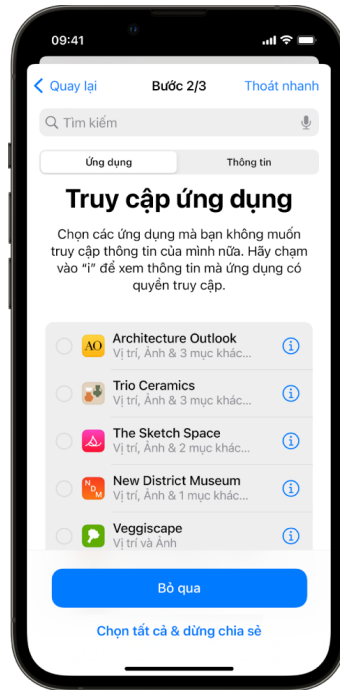 09:41
Quay lại
Bước 2/3
Thoát nhanh
Tìm kiếm
Ứng dụng
Thông tin
Truy cập ứng dụng
Chọn các ứng dụng mà bạn không muốn
truy cập thông tin của mình nữa. Hãy chạm
vào “i” để xem thông tin mà ứng dụng có
quyền truy cập.
AO
Architecture Outlook
Vị trí, Ảnh & 3 mục khác...
i
Trio Ceramics
Vị trí, Ảnh & 3 mục khác...
i
The Sketch Space
Vị trí, Ảnh & 2 mục khác...
i
NDM
New District Museum
Vị trí, Ảnh & 1 mục khác...
i
Veggiscape
Vị trí và Ảnh
i
Bỏ qua
Chọn tất cả & dừng chia sẻ